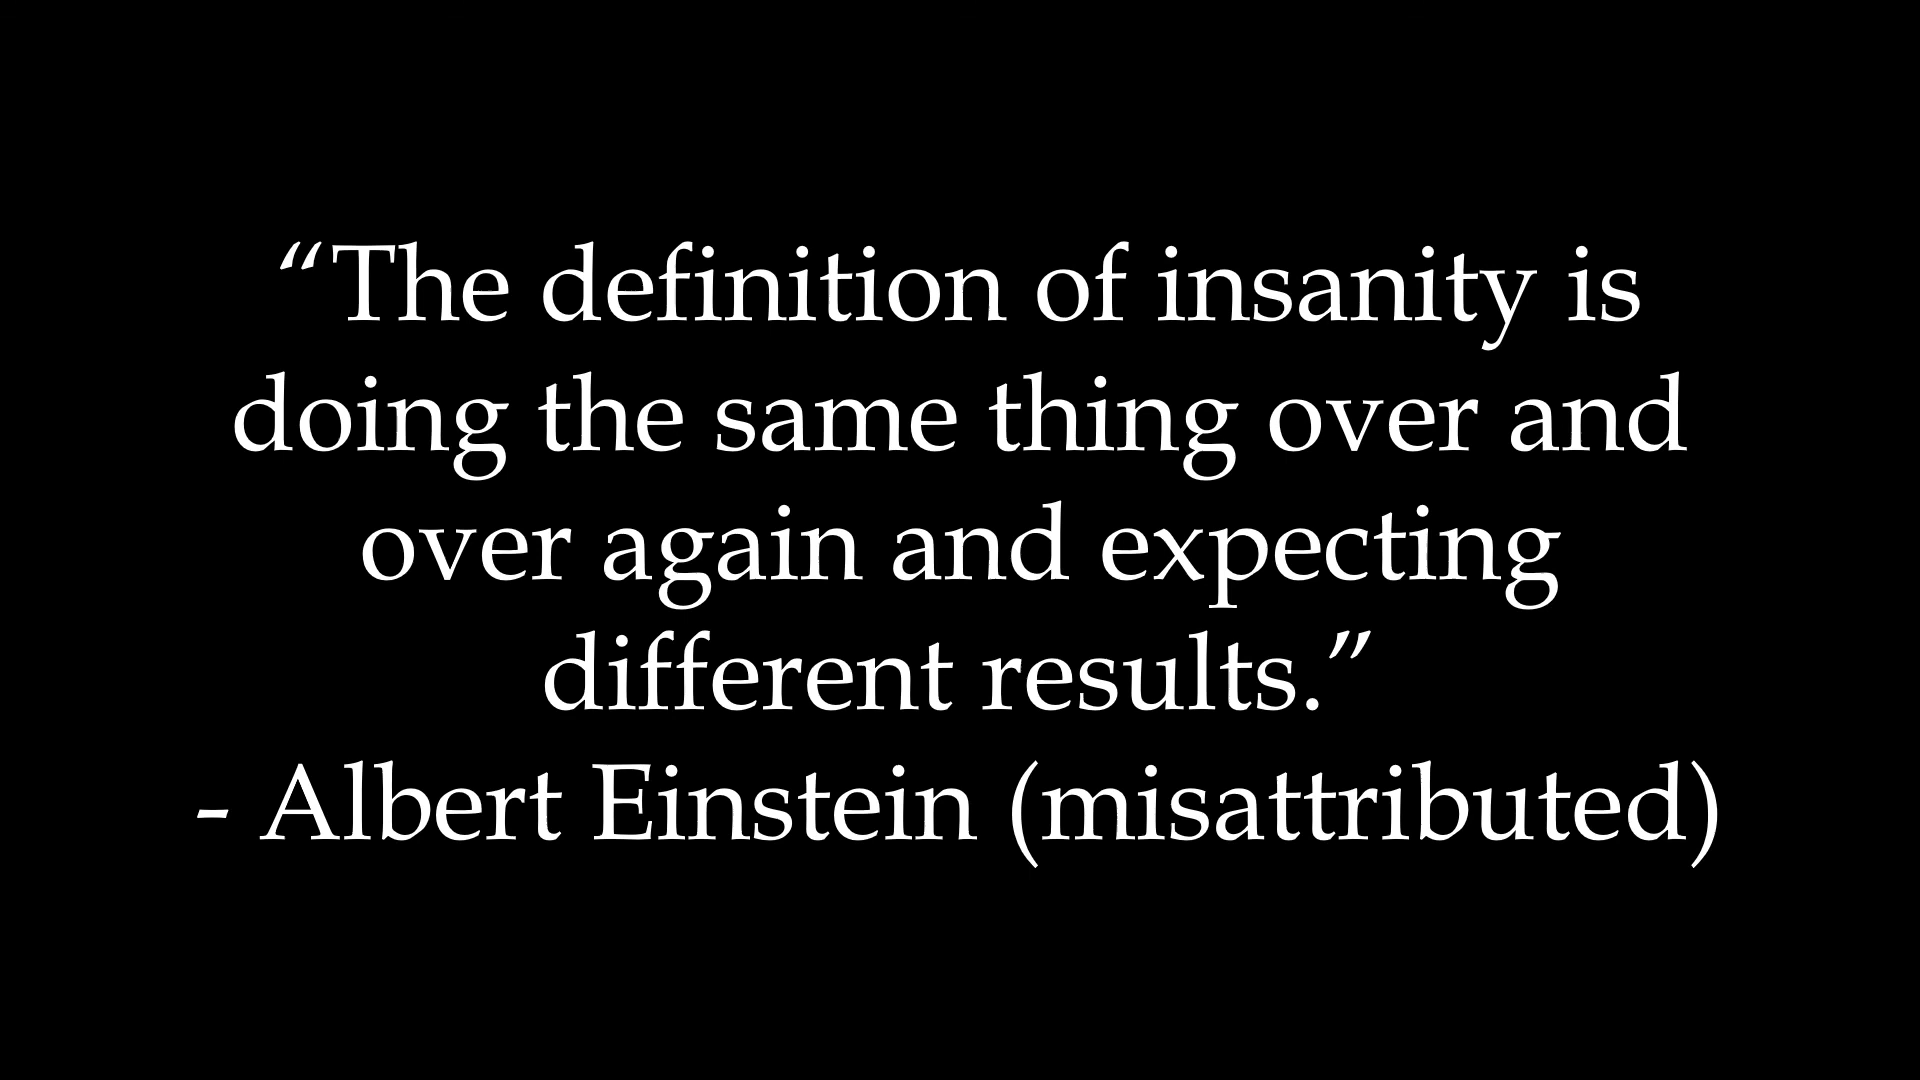 “The definition of insanity is
doing the same thing over and
over again and expecting
different results.”
- Albert Einstein (misattributed)